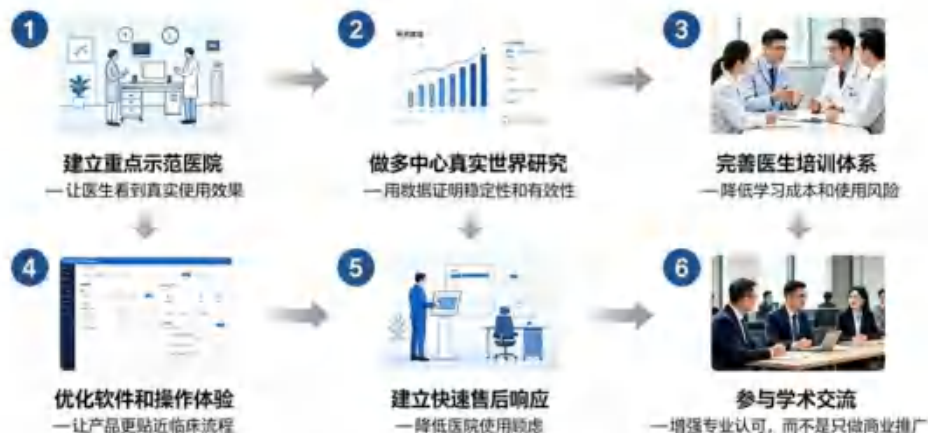 1
建立重点示范医院
—让医生看到真实使用效果
2
做多中心真实世界研究
—用数据证明稳定性和有效性
3
完善医生培训体系
—降低学习成本和使用风险
4
优化软件和操作体验
—让产品更贴近临床流程
5
建立快速售后响应
—降低医院使用顾虑
6
参与学术交流
—增强专业认可，而不是只做商业推广